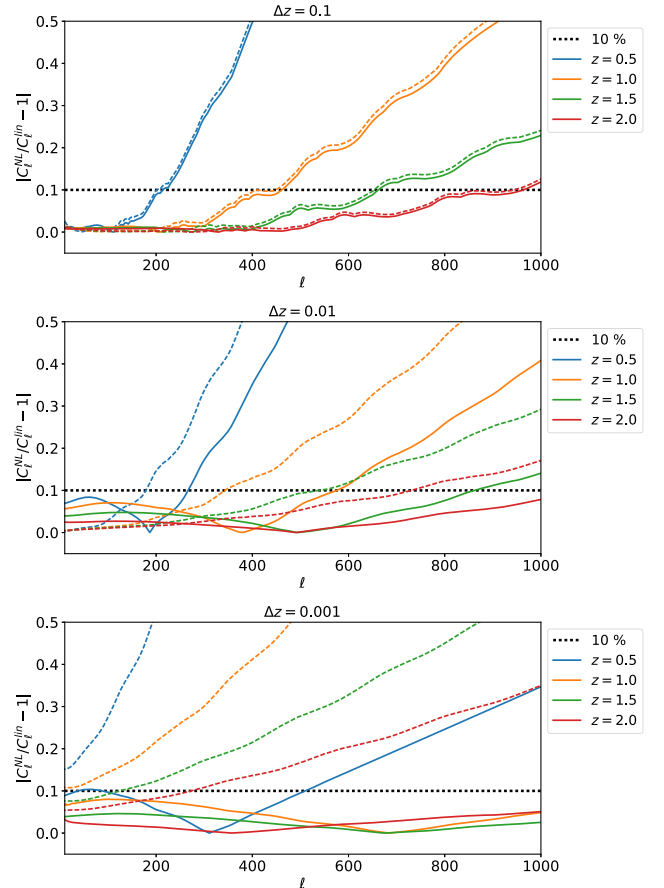 Δz = 0.1
0.5
0.4
0.3
0.2
0.1
0.0
|C_ℓ^{NL}/C_ℓ^{lin} − 1|
200
400
600
800
1000
ℓ
10 %
z = 0.5
z = 1.0
z = 1.5
z = 2.0
Δz = 0.01
0.5
0.4
0.3
0.2
0.1
0.0
|C_ℓ^{NL}/C_ℓ^{lin} − 1|
200
400
600
800
1000
ℓ
10 %
z = 0.5
z = 1.0
z = 1.5
z = 2.0
Δz = 0.001
0.5
0.4
0.3
0.2
0.1
0.0
|C_ℓ^{NL}/C_ℓ^{lin} − 1|
200
400
600
800
1000
ℓ
10 %
z = 0.5
z = 1.0
z = 1.5
z = 2.0